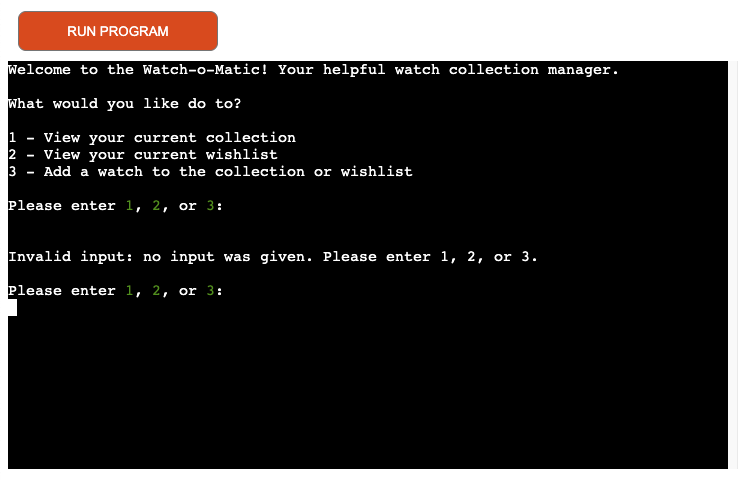 RUN PROGRAM
Welcome to the Watch-o-Matic! Your helpful watch collection manager.
What would you like do to?
1 - View your current collection
2 - View your current wishlist
3 - Add a watch to the collection or wishlist
Please enter 1, 2, or 3:
Invalid input: no input was given. Please enter 1, 2, or 3.
Please enter 1, 2, or 3: